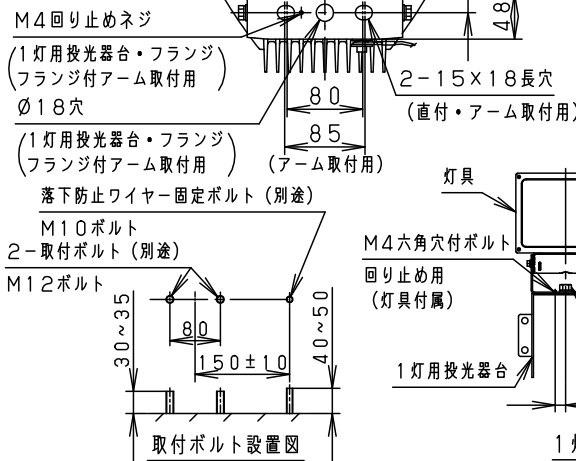 M4回り止めネジ
(1灯用投光器台・フランジ
フランジ付アーム取付用)
Ø18穴
(1灯用投光器台・フランジ
フランジ付アーム取付用)
48
80
85
(アーム取付用)
2-15×18長穴
(直付・アーム取付用)
落下防止ワイヤー固定ボルト(別途)
M10ボルト
2-取付ボルト(別途)
M12ボルト
30~35
80
150±10
40~50
取付ボルト設置図
灯具
M4六角穴付ボルト
回り止め用
(灯具付属)
1灯用投光器台
1